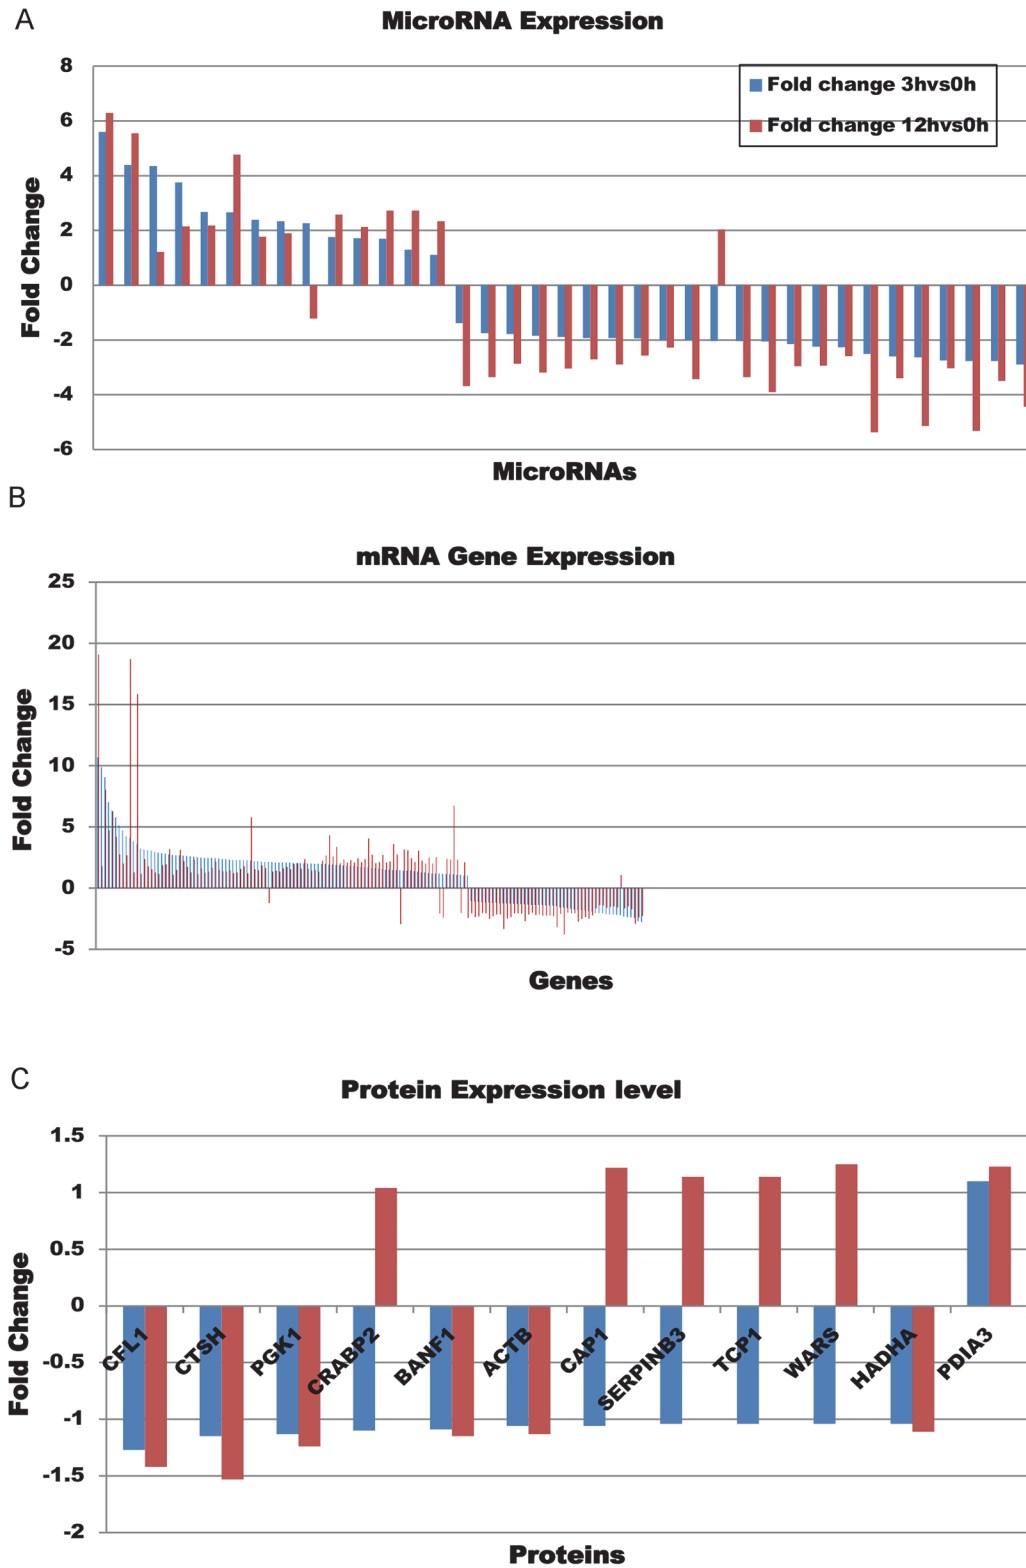 A
MicroRNA Expression
Fold Change
8
6
4
2
0
-2
-4
-6
Fold change 3hvs0h
Fold change 12hvs0h
MicroRNAs
B
mRNA Gene Expression
Fold Change
25
20
15
10
5
0
-5
Genes
C
Protein Expression level
Fold Change
1.5
1
0.5
0
-0.5
-1
-1.5
-2
CFL1
CTSH
PGK1
CRABP2
BANF1
ACTB
CAP1
SERPINB3
TCP1
WARS
HADHA
PDIA3
Proteins